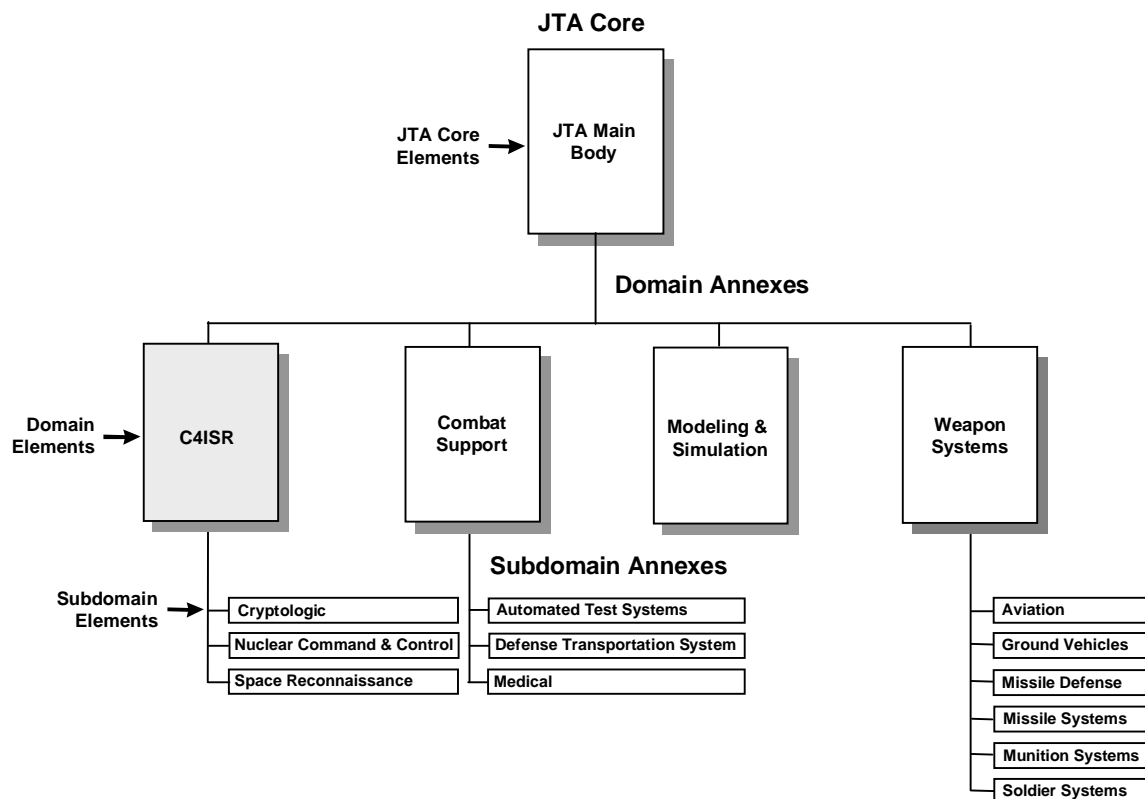 JTA Core
JTA Core
Elements
JTA Main
Body
Domain Annexes
Domain
Elements
C4ISR
Combat
Support
Modeling &
Simulation
Weapon
Systems
Subdomain Annexes
Subdomain
Elements
Cryptologic
Nuclear Command & Control
Space Reconnaissance
Automated Test Systems
Defense Transportation System
Medical
Aviation
Ground Vehicles
Missile Defense
Missile Systems
Munition Systems
Soldier Systems